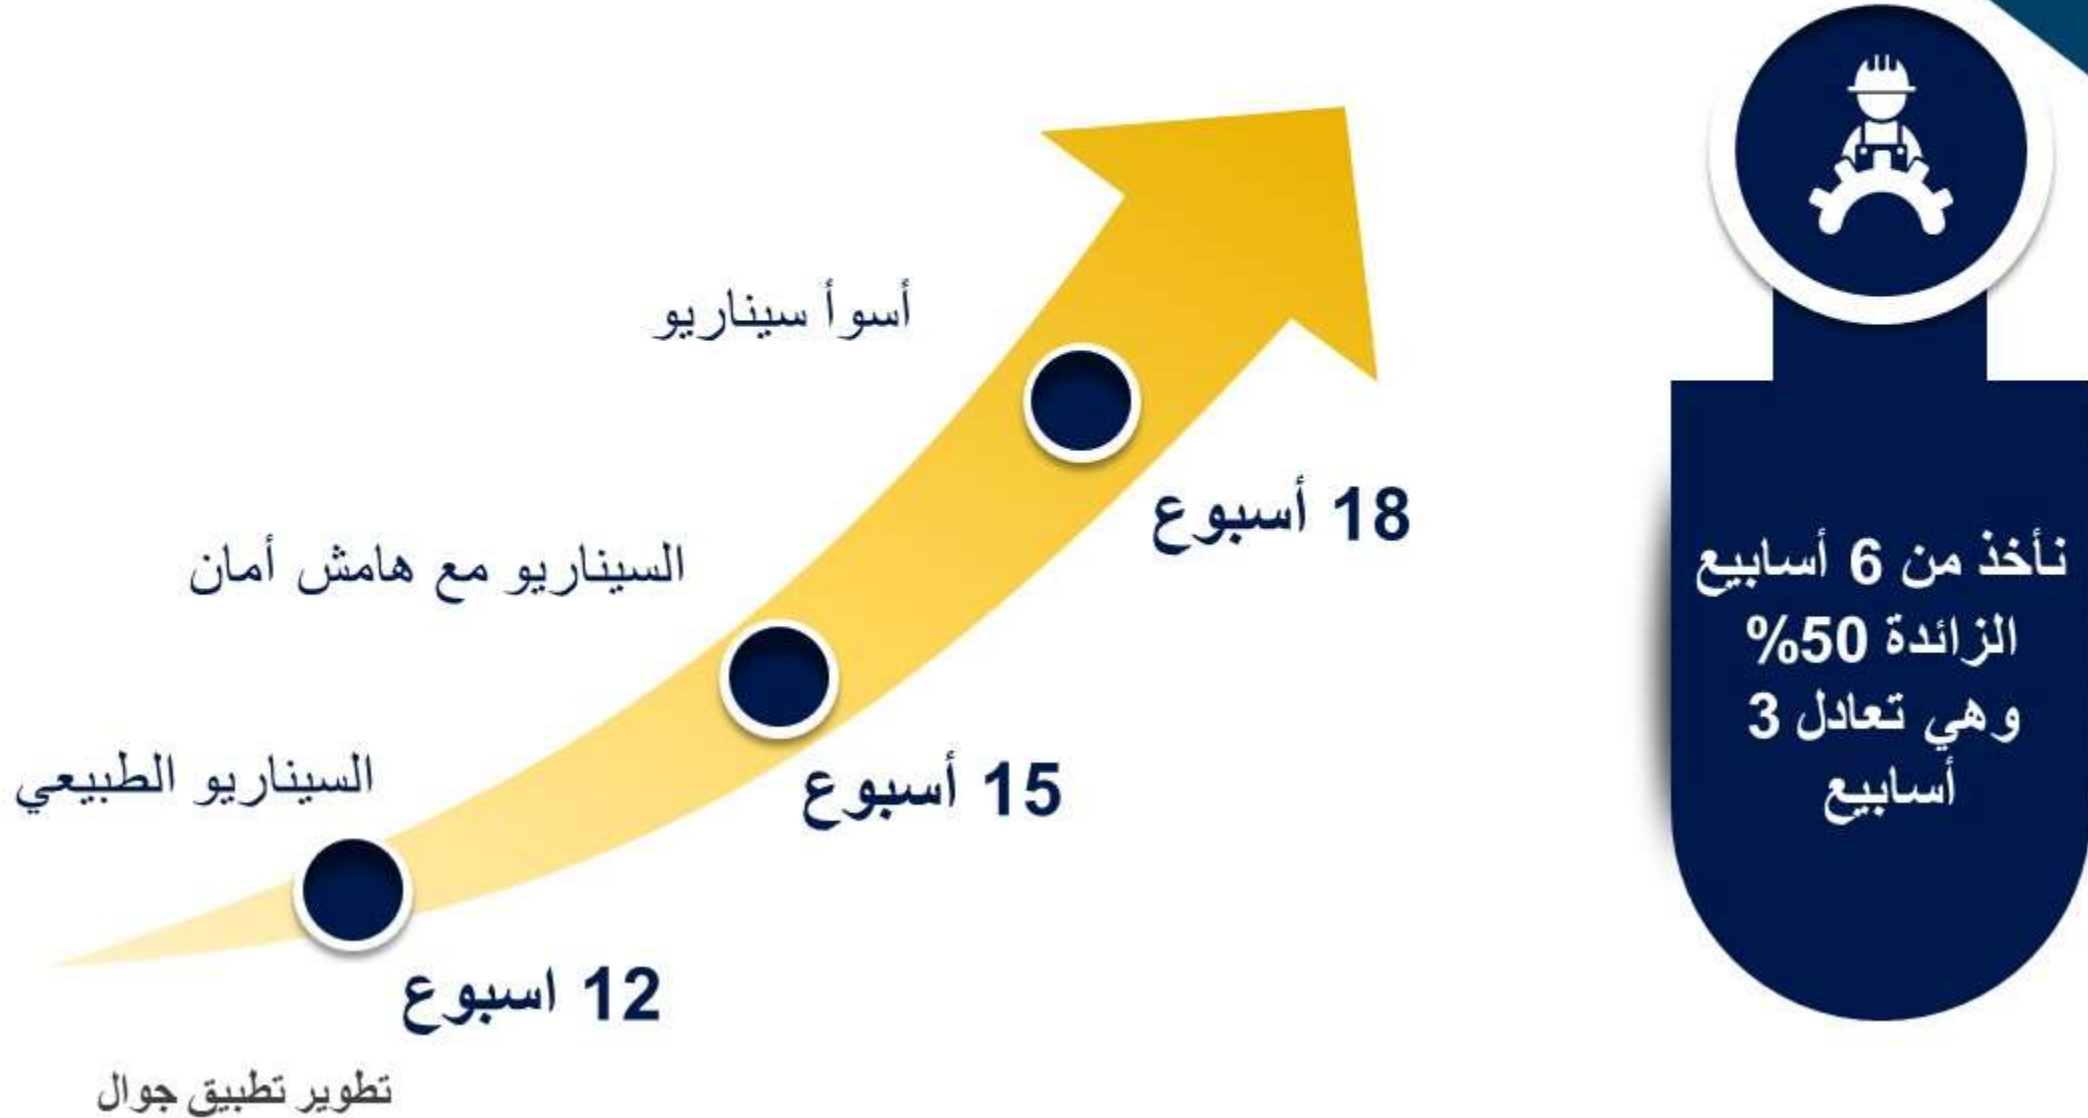 أسوأ سيناريو
18 أسبوع
السيناريو مع هامش أمان
15 أسبوع
السيناريو الطبيعي
12 اسبوع
تطوير تطبيق جوال
نأخذ من 6 أسابيع
الزائدة 50%
وهي تعادل 3
أسابيع